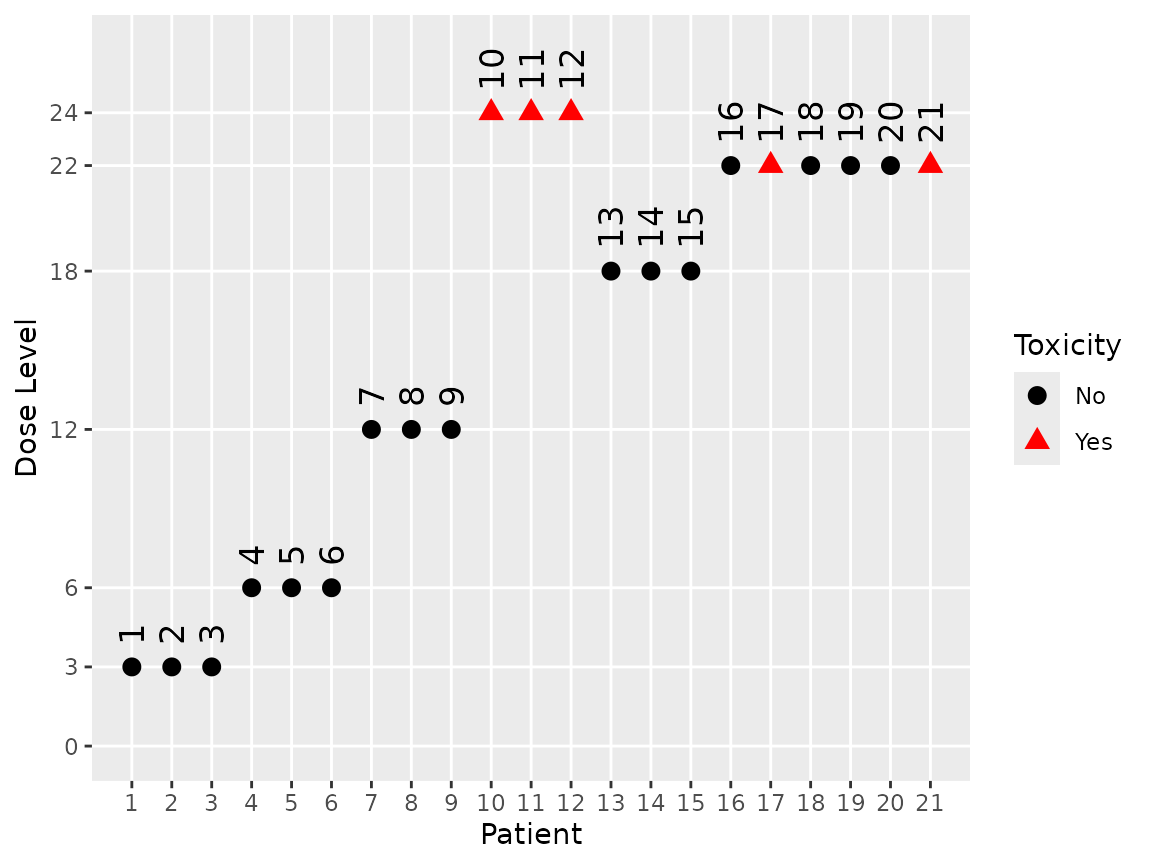 10 11 12
16 17 18 19 20 21
24
22
13 14 15
18
7 8 9
12
4 5 6
6
1 2 3
3
0
1 2 3 4 5 6 7 8 9 10 11 12 13 14 15 16 17 18 19 20 21
Patient
Dose Level
Toxicity
No
Yes